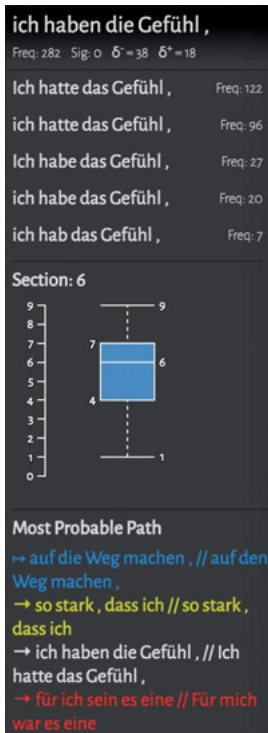 ich haben die Gefühl ,
Freq: 282 Sig: 0 δ⁻ = 38 δ⁺ = 18
Ich hatte das Gefühl , Freq: 122
ich hatte das Gefühl , Freq: 96
Ich habe das Gefühl , Freq: 27
ich habe das Gefühl , Freq: 20
ich hab das Gefühl , Freq: 7
Section: 6
9 9
8
7 7
6 6
5
4 4
3
2
1 1
0
Most Probable Path
↦ auf die Weg machen , // auf den
Weg machen ,
→ so stark , dass ich // so stark ,
dass ich
→ ich haben die Gefühl , // Ich
hatte das Gefühl ,
→ für ich sein es eine // Für mich
war es eine